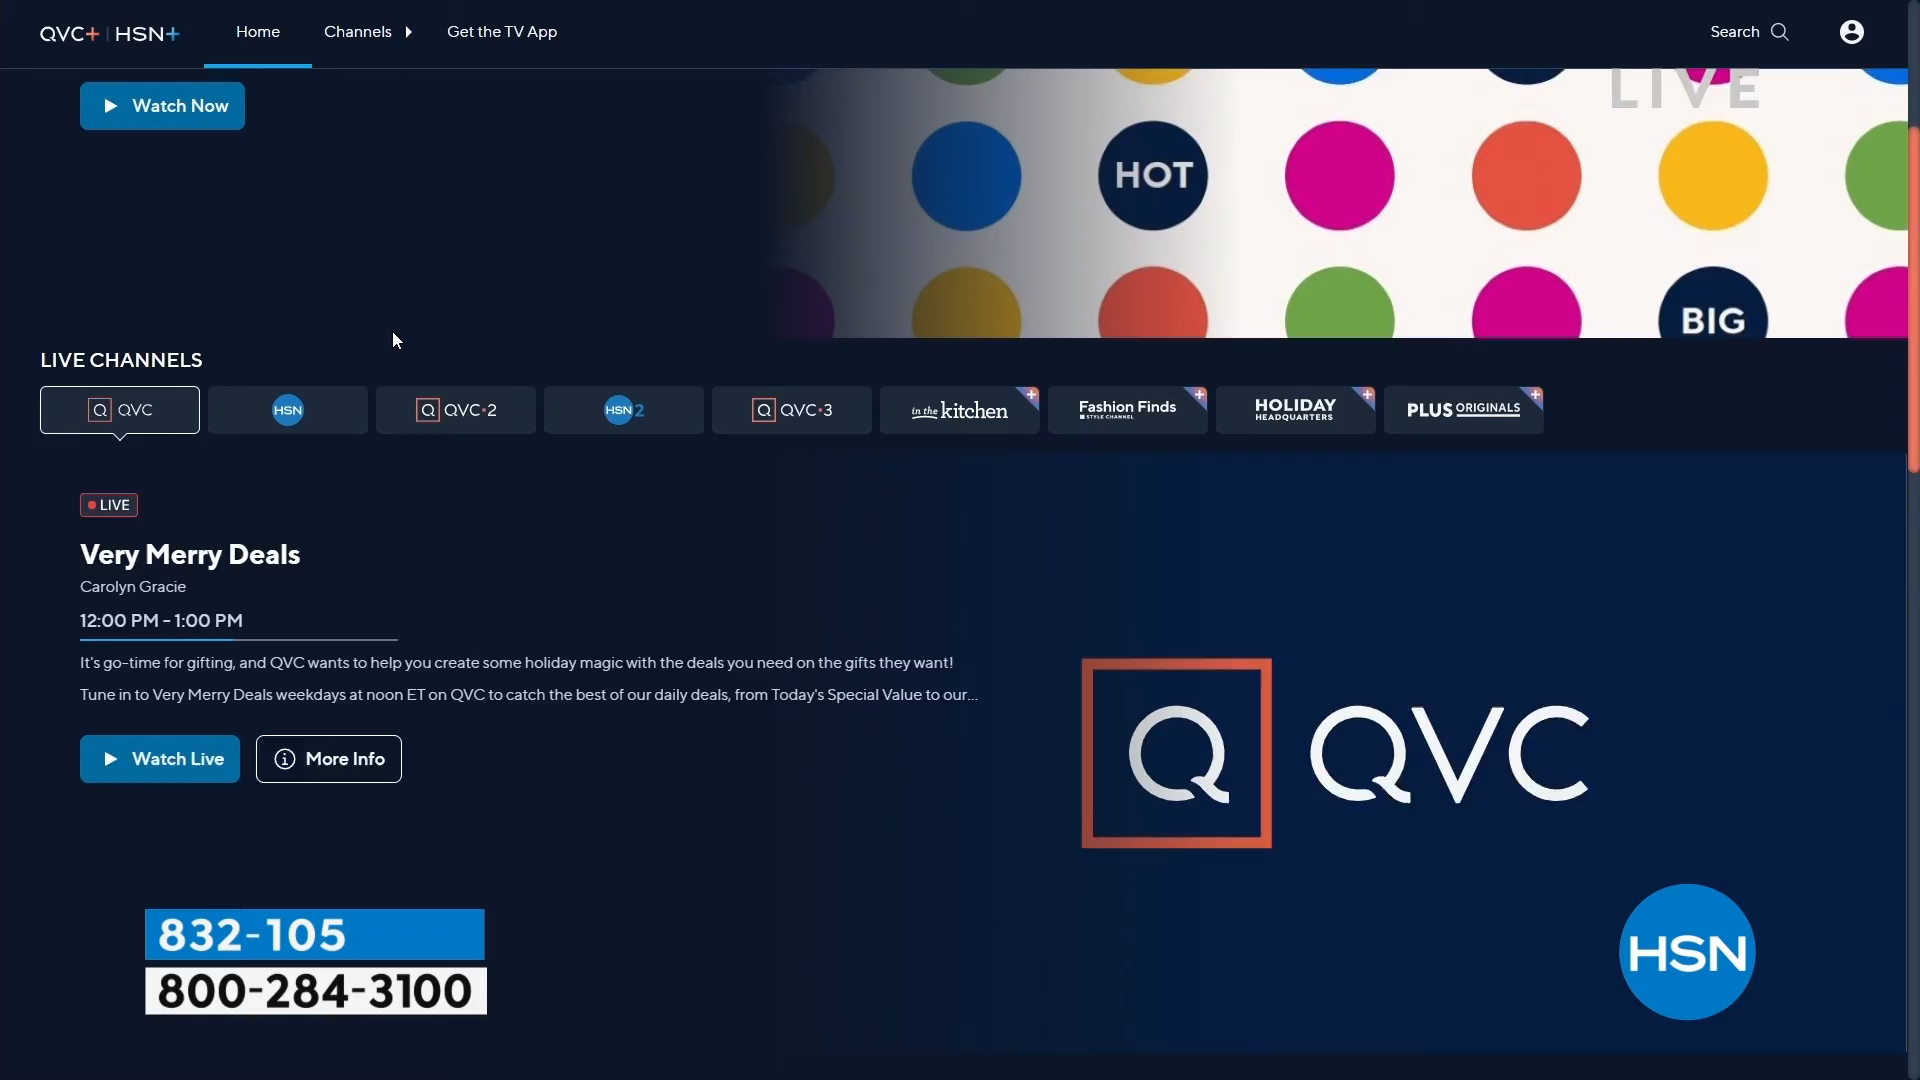 QVC+ | HSN+
Home
Channels
Get the TV App
Search
Watch Now
LIVE
HOT
BIG
LIVE CHANNELS
Q QVC
HSN
Q QVC•2
HSN2
Q QVC•3
in the kitchen
Fashion Finds
STYLE CHANNEL
HOLIDAY
HEADQUARTERS
PLUS ORIGINALS
LIVE
Very Merry Deals
Carolyn Gracie
12:00 PM - 1:00 PM
It's go-time for gifting, and QVC wants to help you create some holiday magic with the deals you need on the gifts they want!
Tune in to Very Merry Deals weekdays at noon ET on QVC to catch the best of our daily deals, from Today's Special Value to our...
Watch Live
More Info
Q QVC
832-105
800-284-3100
HSN